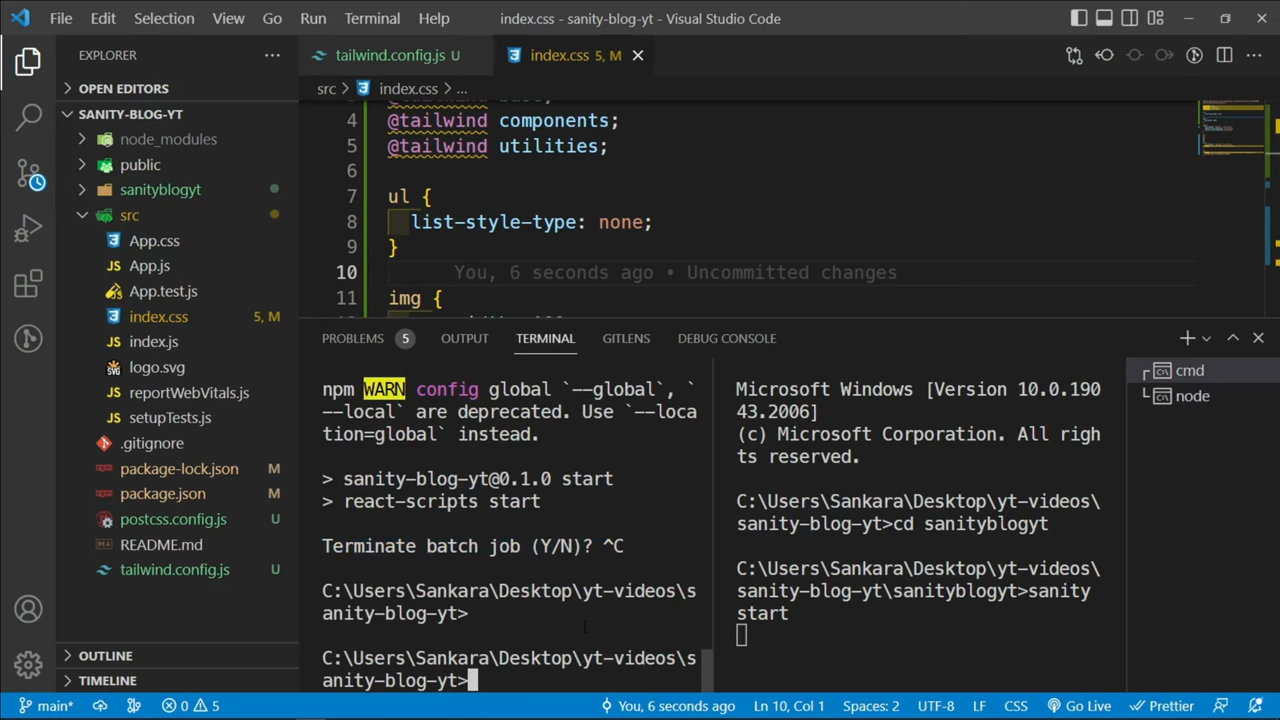 File Edit Selection View Go Run Terminal Help index.css - sanity-blog-yt - Visual Studio Code
EXPLORER
OPEN EDITORS
SANITY-BLOG-YT
node_modules
public
sanityblogyt
src
App.css
App.js
App.test.js
index.css 5, M
index.js
logo.svg
reportWebVitals.js
setupTests.js
.gitignore
package-lock.json M
package.json M
postcss.config.js U
README.md
tailwind.config.js U
OUTLINE
TIMELINE
tailwind.config.js U index.css 5, M
src > index.css > ...
4 @tailwind components;
5 @tailwind utilities;
6
7 ul {
8 list-style-type: none;
9 }
10 You, 6 seconds ago • Uncommitted changes
11 img {
PROBLEMS 5 OUTPUT TERMINAL GITLENS DEBUG CONSOLE
npm WARN config global `--global`, `
--local` are deprecated. Use `--loca
tion=global` instead.
> sanity-blog-yt@0.1.0 start
> react-scripts start
Terminate batch job (Y/N)? ^C
C:\Users\Sankara\Desktop\yt-videos\s
anity-blog-yt>
C:\Users\Sankara\Desktop\yt-videos\s
anity-blog-yt>
Microsoft Windows [Version 10.0.190
43.2006]
(c) Microsoft Corporation. All righ
ts reserved.
C:\Users\Sankara\Desktop\yt-videos\
sanity-blog-yt>cd sanityblogyt
C:\Users\Sankara\Desktop\yt-videos\
sanity-blog-yt\sanityblogyt>sanity
start
cmd
node
main* 0 5 You, 6 seconds ago Ln 10, Col 1 Spaces: 2 UTF-8 LF CSS Go Live Prettier